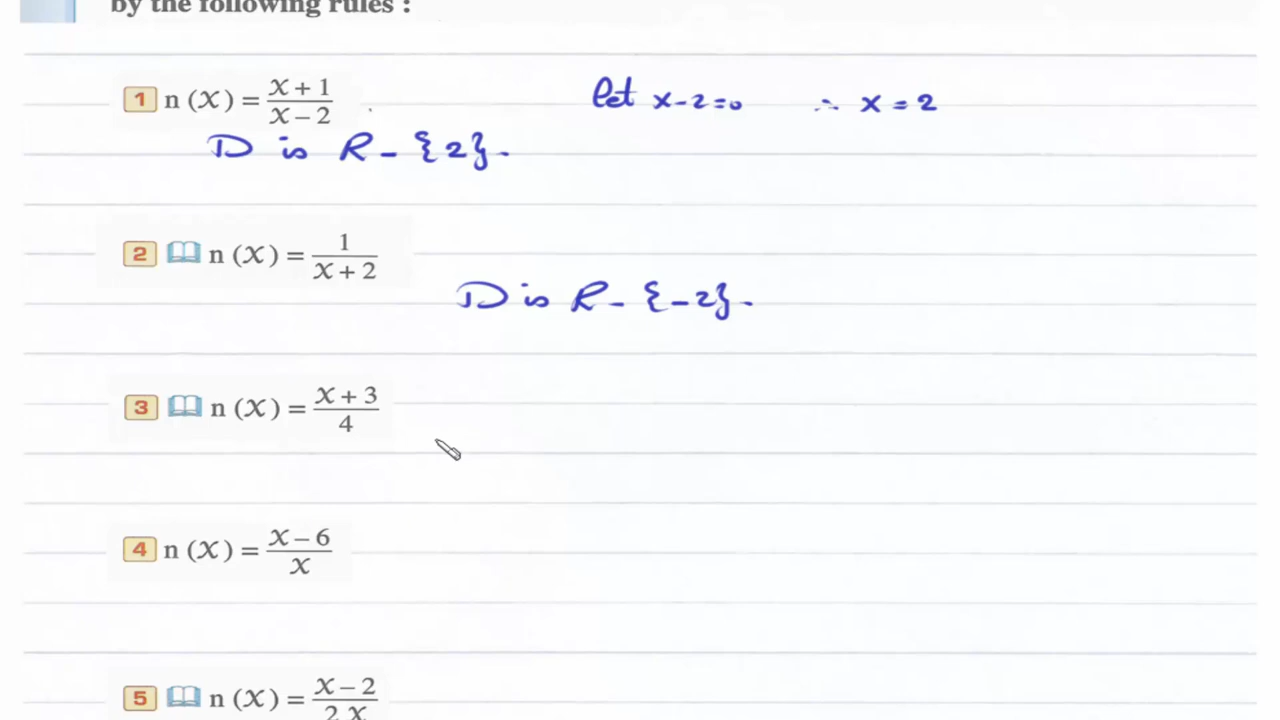 by the following rules :
1 n (X) = X + 1 / X – 2 let x-2=0 ∴ x = 2
D is R - {2}.
2 n (X) = 1 / X + 2
D is R - {-2}.
3 n (X) = X + 3 / 4
4 n (X) = X – 6 / X
5 n (X) = X – 2 / 2 X